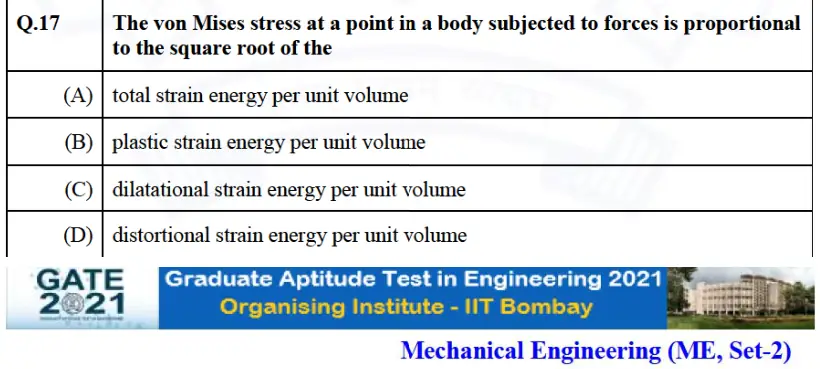 Q.17 The von Mises stress at a point in a body subjected to forces is proportional
to the square root of the
(A) total strain energy per unit volume
(B) plastic strain energy per unit volume
(C) dilatational strain energy per unit volume
(D) distortional strain energy per unit volume
GATE Graduate Aptitude Test in Engineering 2021
2021 Organising Institute - IIT Bombay
Mechanical Engineering (ME, Set-2)